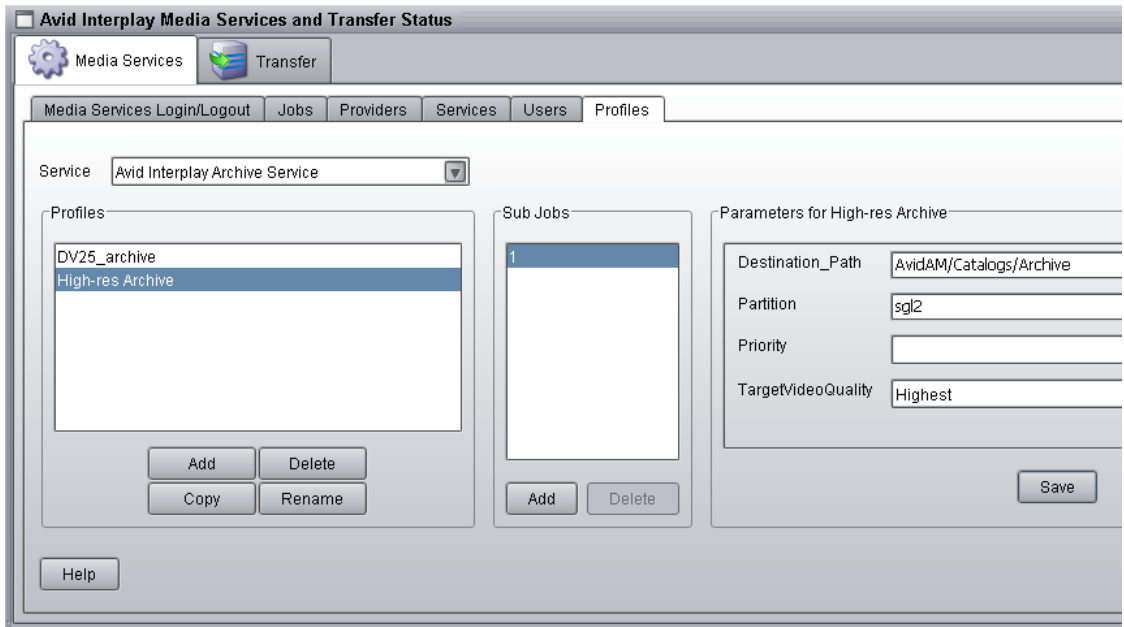 Avid Interplay Media Services and Transfer Status
Media Services Transfer
Media Services Login/Logout Jobs Providers Services Users Profiles
Service Avid Interplay Archive Service
Profiles
DV25_archive
High-res Archive
Add Delete
Copy Rename
Sub Jobs
1
Add Delete
Parameters for High-res Archive
Destination_Path AvidAM/Catalogs/Archive
Partition sgl2
Priority
TargetVideoQuality Highest
Save
Help